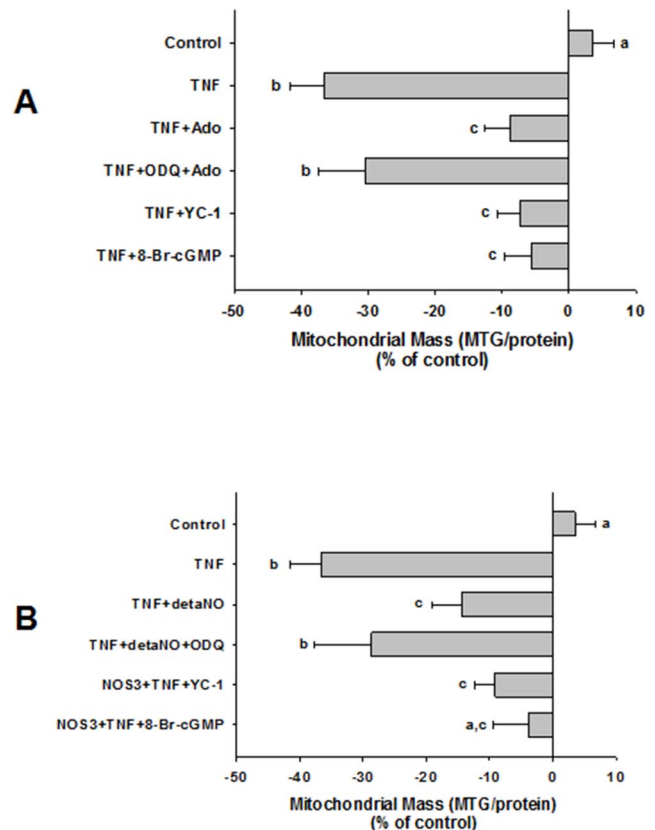 A
Control
a
TNF
b
TNF+Ado
c
TNF+ODQ+Ado
b
TNF+YC-1
c
TNF+8-Br-cGMP
c
-50 -40 -30 -20 -10 0 10
Mitochondrial Mass (MTG/protein)
(% of control)
B
Control
a
TNF
b
TNF+detaNO
c
TNF+detaNO+ODQ
b
NOS3+TNF+YC-1
c
NOS3+TNF+8-Br-cGMP
a,c
-50 -40 -30 -20 -10 0 10
Mitochondrial Mass (MTG/protein)
(% of control)